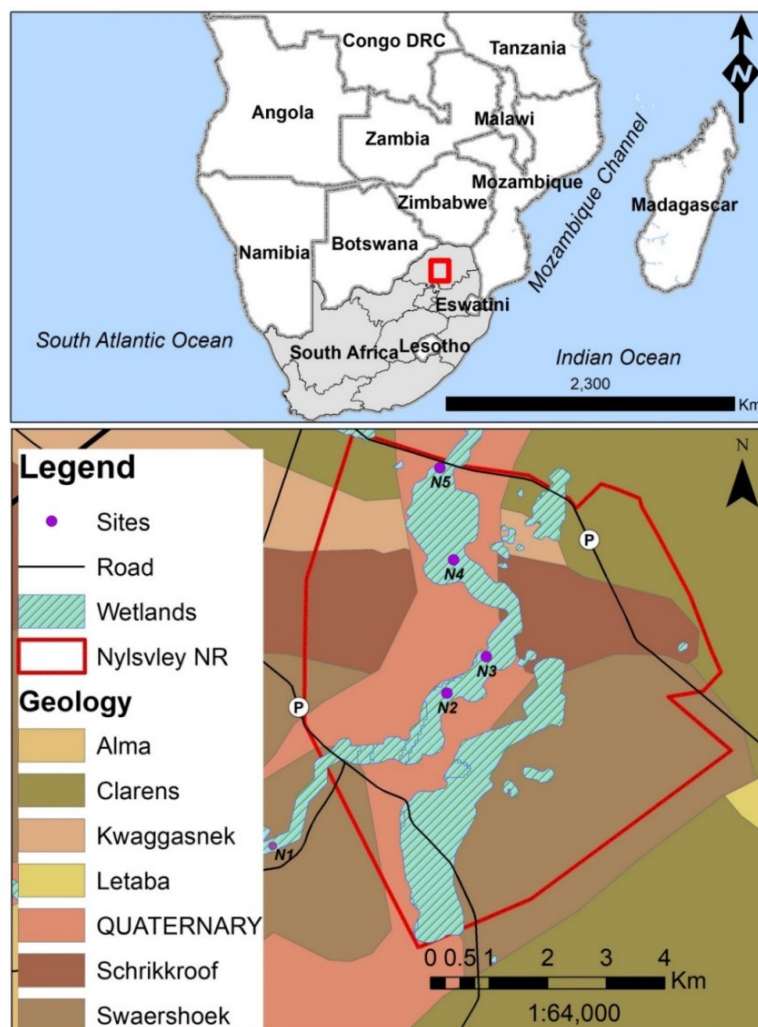 Congo DRC
Tanzania
N
Angola
Malawi
Zambia
Mozambique Channel
Mozambique
Zimbabwe
Madagascar
Namibia
Botswana
Eswatini
South Atlantic Ocean
South Africa
Lesotho
Indian Ocean
2,300
Km
Legend
Sites
Road
Wetlands
Nylsvley NR
Geology
Alma
Clarens
Kwaggasnek
Letaba
QUATERNARY
Schrikkroof
Swaershoek
N
N5
P
N4
N3
N2
P
N1
0 0.5 1 2 3 4
Km
1:64,000